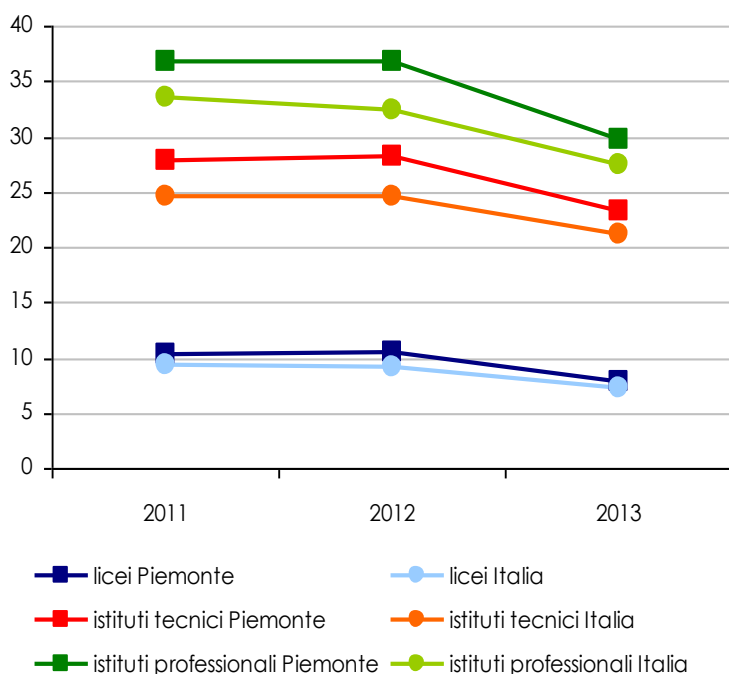 40
35
30
25
20
15
10
5
0
2011 2012 2013
licei Piemonte licei Italia
istituti tecnici Piemonte istituti tecnici Italia
istituti professionali Piemonte istituti professionali Italia